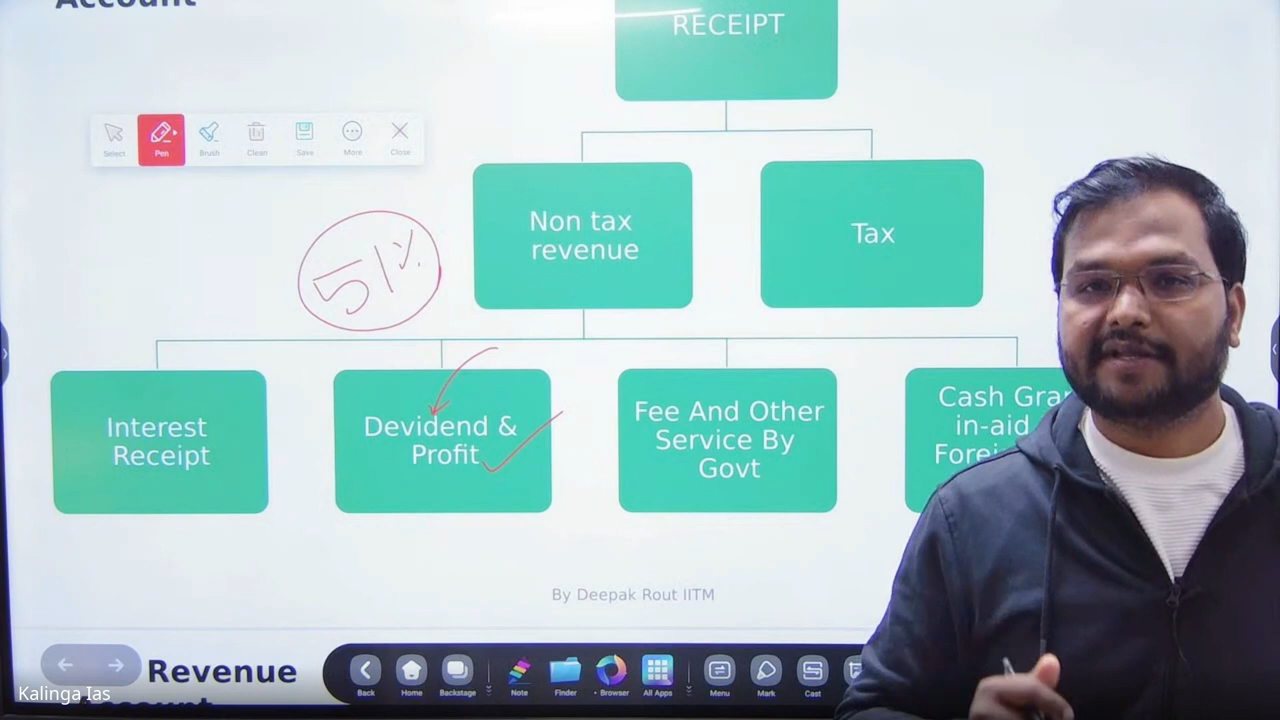 Account
RECEIPT
Select
Pen
Brush
Clean
Save
More
Close
Non tax
revenue
Tax
51%
Interest
Receipt
Devidend &
Profit
Fee And Other
Service By
Govt
Cash Gra
in-aid
Forei
By Deepak Rout IITM
Revenue
Account
Kalinga Ias
Back
Home
Backstage
Note
Finder
Browser
All Apps
Menu
Mark
Cast